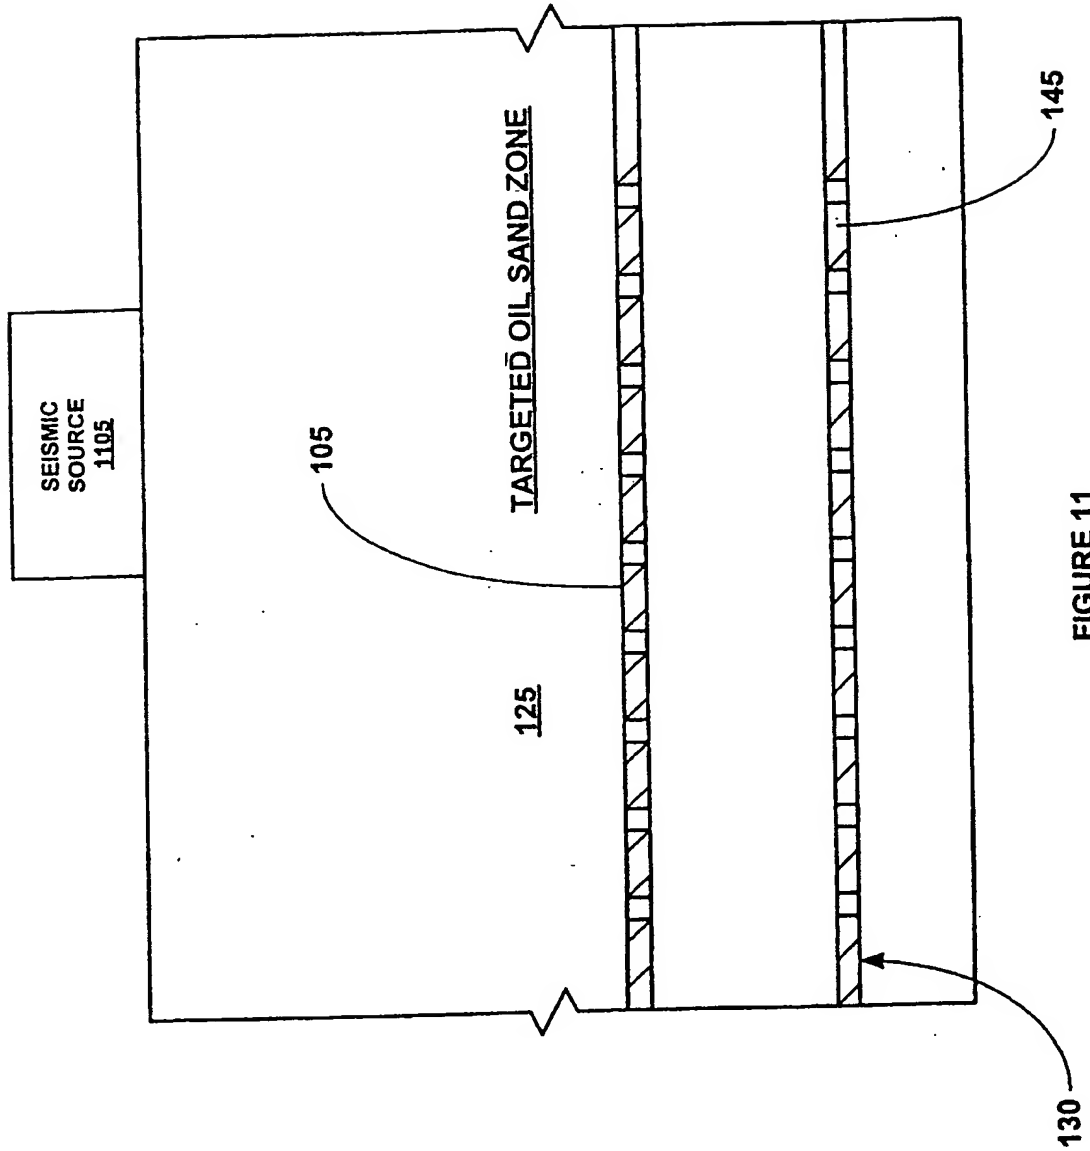 SEISMIC
SOURCE
1105
105
TARGETED OIL SAND ZONE
125
145
130
FIGURE 11